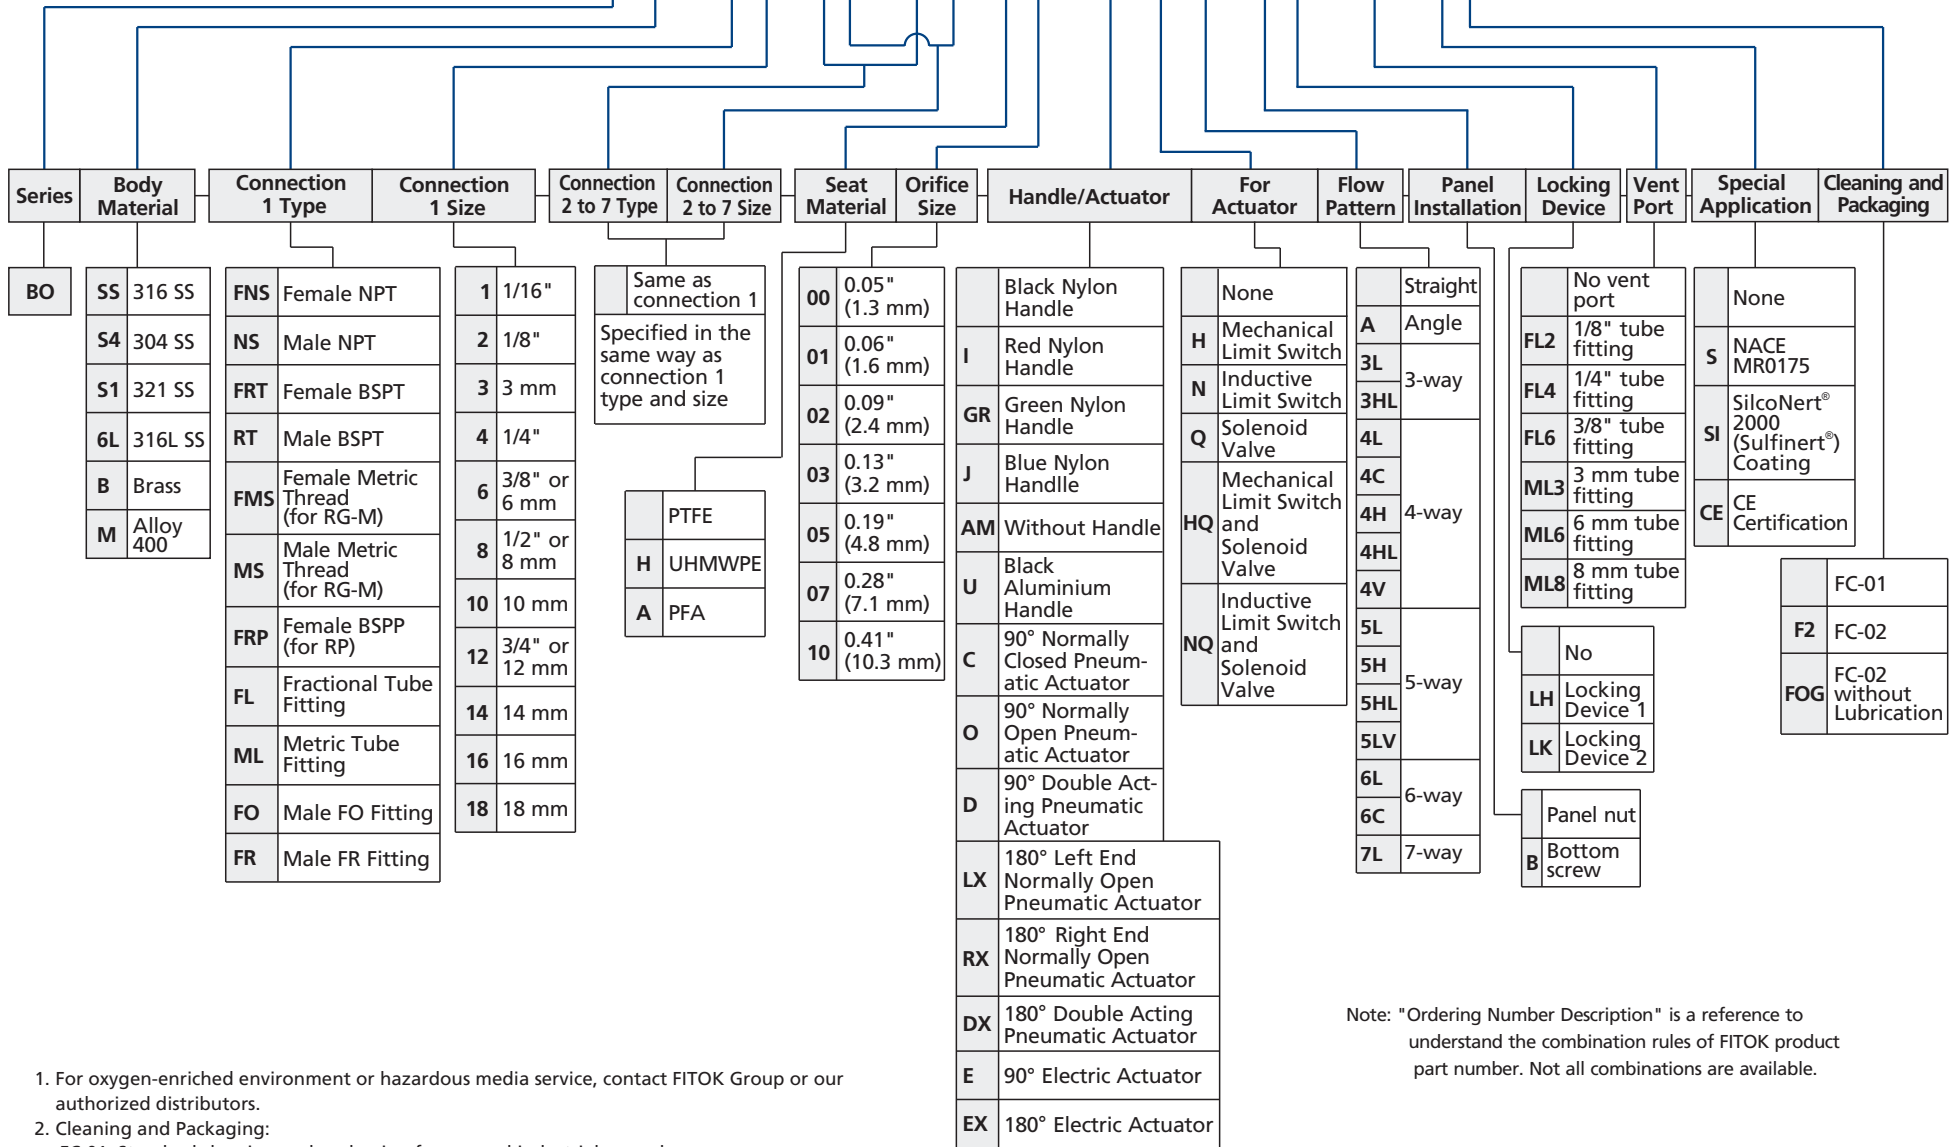 Series
Body
Material
Connection
1 Type
Connection
1 Size
Connection
2 to 7 Type
Connection
2 to 7 Size
Seat
Material
Orifice
Size
Handle/Actuator
For
Actuator
Flow
Pattern
Panel
Installation
Locking
Device
Vent
Port
Special
Application
Cleaning and
Packaging
BO
SS 316 SS
S4 304 SS
S1 321 SS
6L 316L SS
B Brass
M Alloy
400
FNS Female NPT
NS Male NPT
FRT Female BSPT
RT Male BSPT
FMS Female Metric
Thread
(for RG-M)
MS Male Metric
Thread
(for RG-M)
FRP Female BSPP
(for RP)
FL Fractional Tube
Fitting
ML Metric Tube
Fitting
FO Male FO Fitting
FR Male FR Fitting
1 1/16"
2 1/8"
3 3 mm
4 1/4"
6 3/8" or
6 mm
8 1/2" or
8 mm
10 10 mm
12 3/4" or
12 mm
14 14 mm
16 16 mm
18 18 mm
Same as
connection 1
Specified in the
same way as
connection 1
type and size
PTFE
H UHMWPE
A PFA
00 0.05"
(1.3 mm)
01 0.06"
(1.6 mm)
02 0.09"
(2.4 mm)
03 0.13"
(3.2 mm)
05 0.19"
(4.8 mm)
07 0.28"
(7.1 mm)
10 0.41"
(10.3 mm)
Black Nylon
Handle
I Red Nylon
Handle
GR Green Nylon
Handle
J Blue Nylon
Handlle
AM Without Handle
U Black
Aluminium
Handle
C 90° Normally
Closed Pneum-
atic Actuator
O 90° Normally
Open Pneum-
atic Actuator
D 90° Double Act-
ing Pneumatic
Actuator
LX 180° Left End
Normally Open
Pneumatic Actuator
RX 180° Right End
Normally Open
Pneumatic Actuator
DX 180° Double Acting
Pneumatic Actuator
E 90° Electric Actuator
EX 180° Electric Actuator
None
H Mechanical
Limit Switch
N Inductive
Limit Switch
Q Solenoid
Valve
HQ Mechanical
Limit Switch
and
Solenoid
Valve
NQ Inductive
Limit Switch
and
Solenoid
Valve
Straight
A Angle
3L
3HL
3-way
4L
4C
4H
4HL
4V
4-way
5L
5H
5HL
5LV
5-way
6L
6C
6-way
7L 7-way
No vent
port
FL2 1/8" tube
fitting
FL4 1/4" tube
fitting
FL6 3/8" tube
fitting
ML3 3 mm tube
fitting
ML6 6 mm tube
fitting
ML8 8 mm tube
fitting
No
LH Locking
Device 1
LK Locking
Device 2
Panel nut
B Bottom
screw
None
S NACE
MR0175
SI SilcoNert®
2000
(Sulfinert®)
Coating
CE CE
Certification
FC-01
F2 FC-02
FOG FC-02
without
Lubrication
Note: "Ordering Number Description" is a reference to
understand the combination rules of FITOK product
part number. Not all combinations are available.
1. For oxygen-enriched environment or hazardous media service, contact FITOK Group or our
authorized distributors.
2. Cleaning and Packaging: